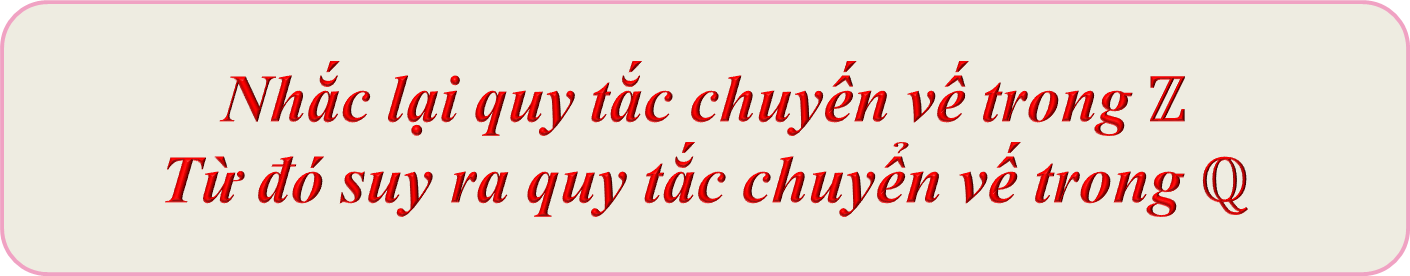 Nhắc lại quy tắc chuyến vế trong ℤ
Từ đó suy ra quy tắc chuyển vế trong ℚ